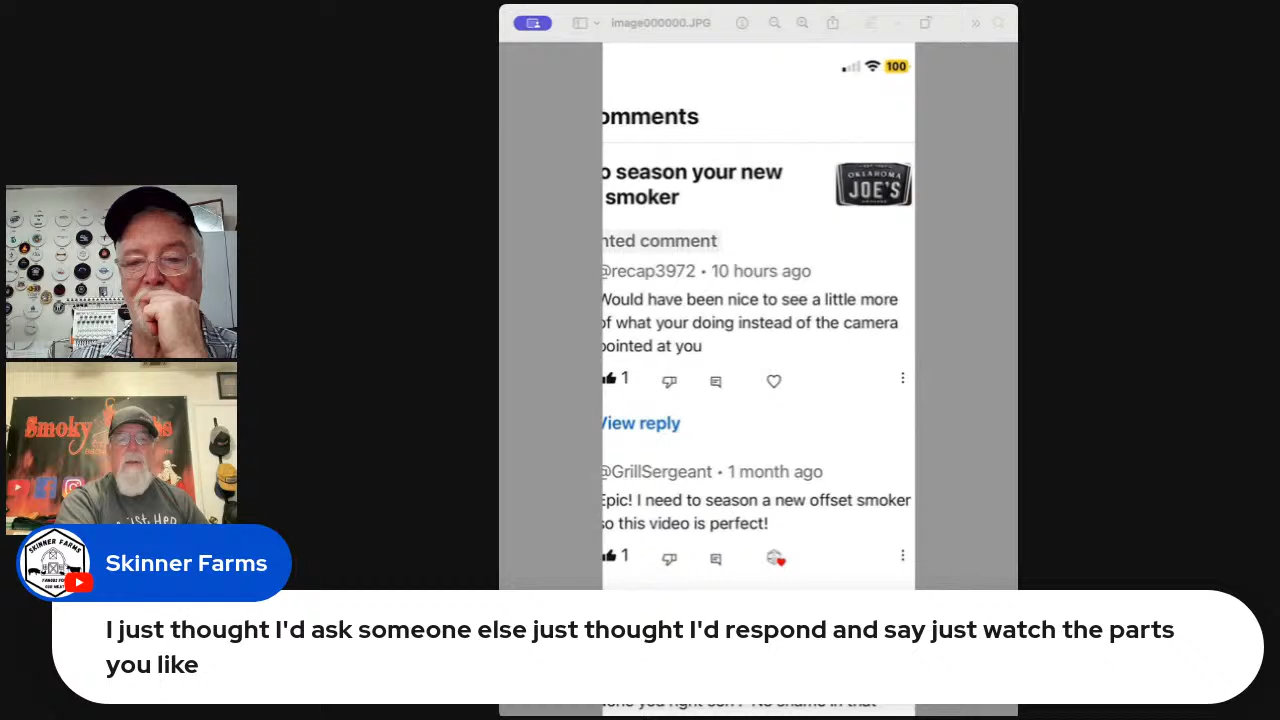 image000000.JPG
100
omments
o season your new
smoker
OKLAHOMA
JOE'S
nted comment
@recap3972 • 10 hours ago
Would have been nice to see a little more
of what your doing instead of the camera
pointed at you
1
View reply
@GrillSergeant • 1 month ago
Epic! I need to season a new offset smoker
so this video is perfect!
1
Smoky
SKINNER FARMS
Skinner Farms
I just thought I'd ask someone else just thought I'd respond and say just watch the parts
you like